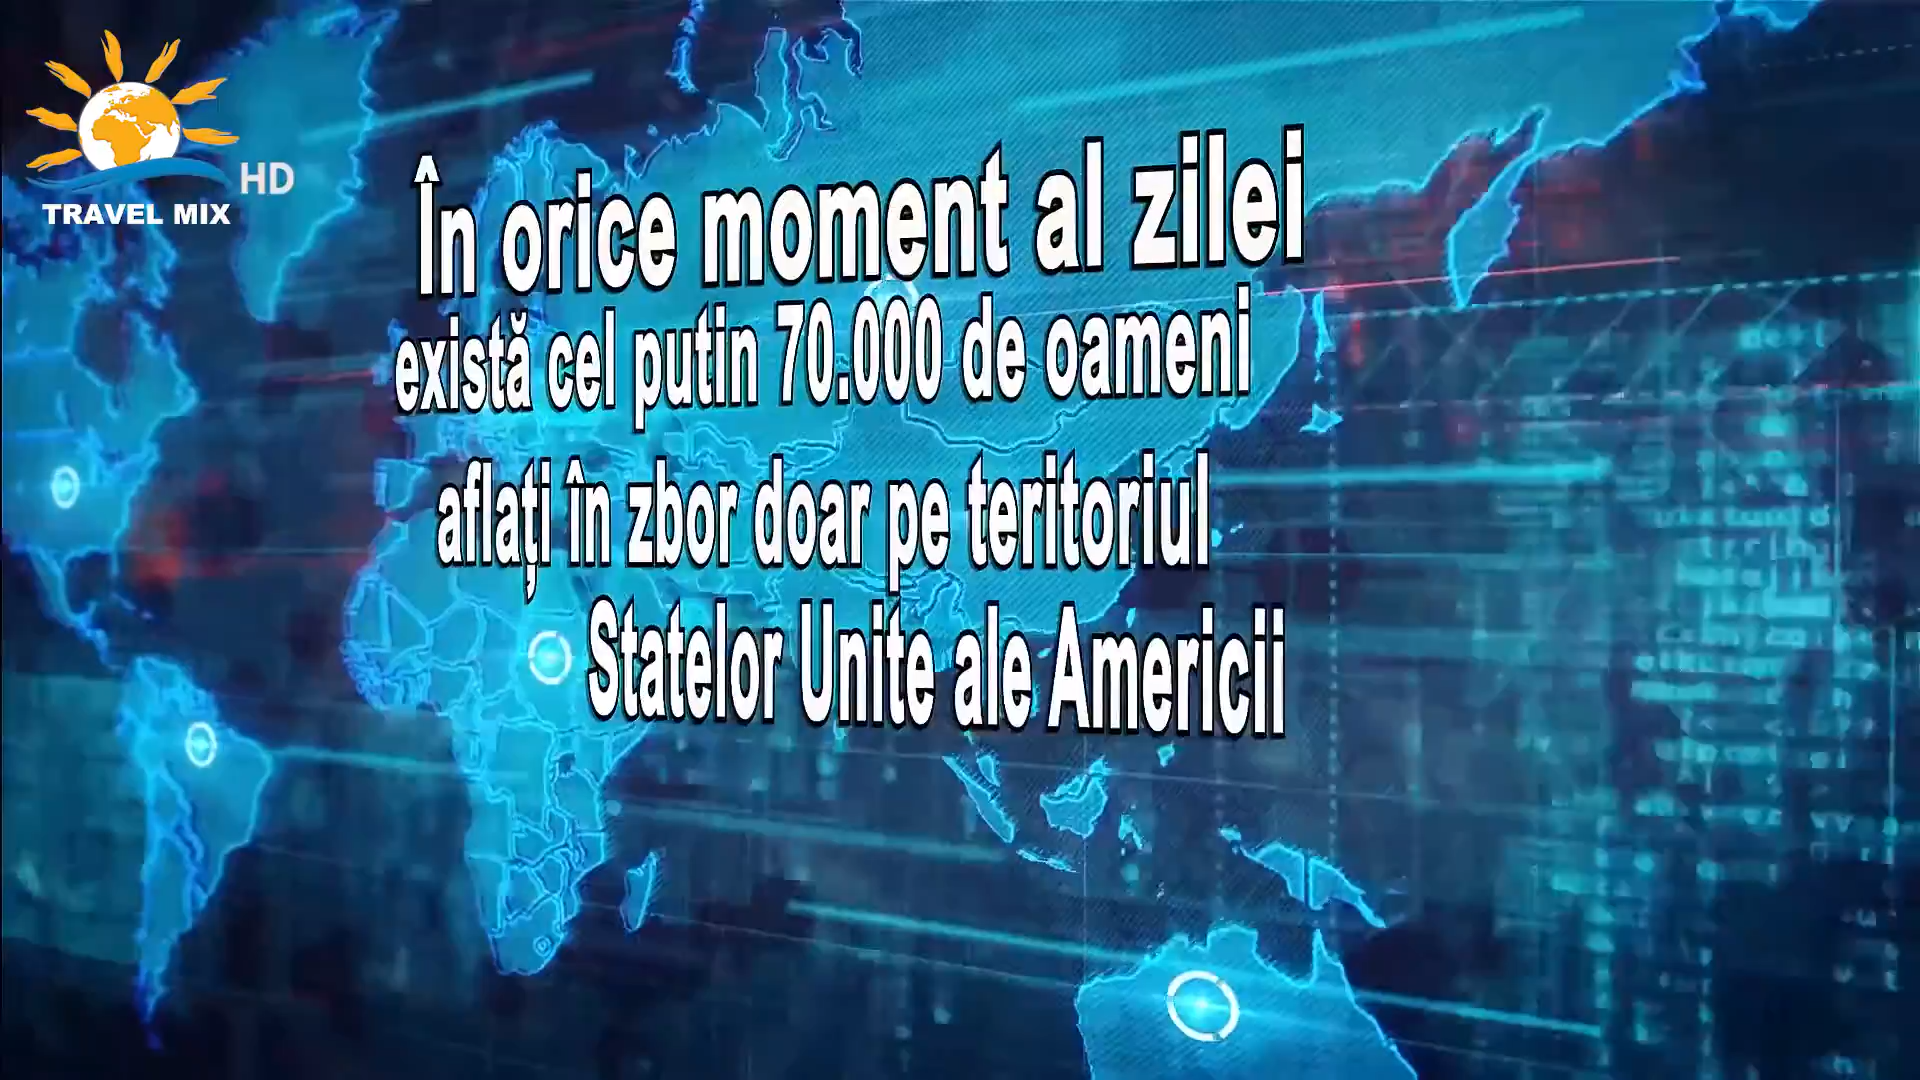 TRAVEL MIX
HD
În orice moment al zilei
există cel putin 70.000 de oameni
aflați în zbor doar pe teritoriul
Statelor Unite ale Americii